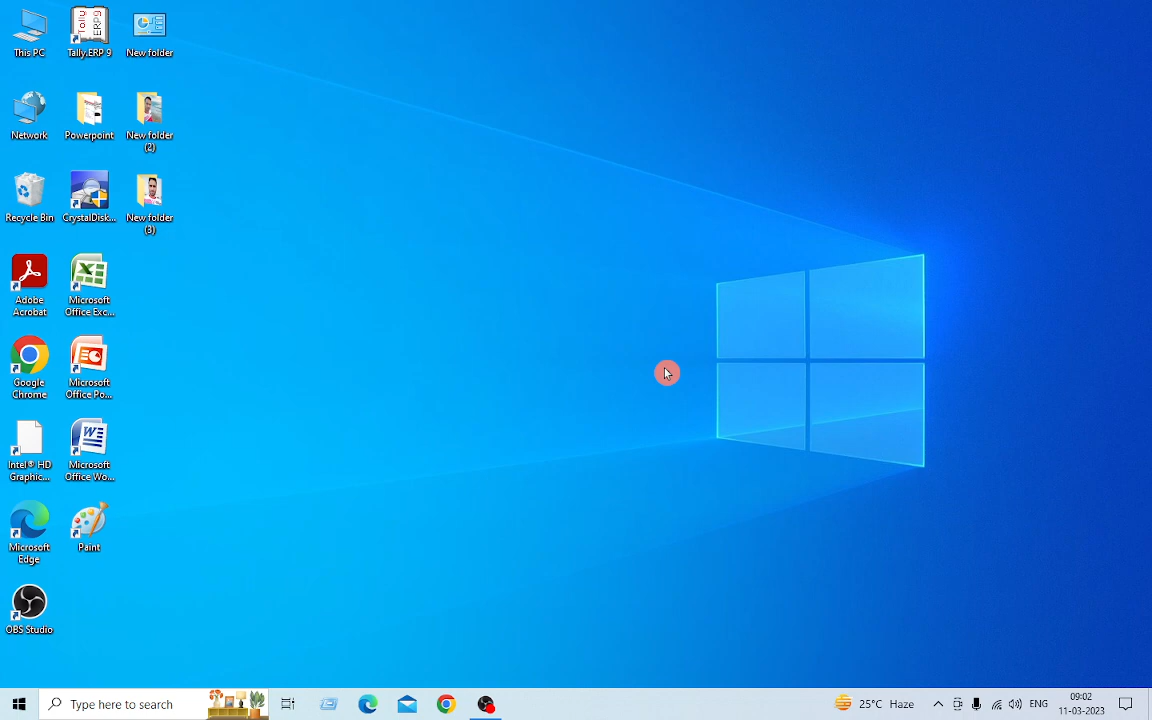 This PC
Tally
ERP9
Tally.ERP 9
New folder
Network
Powerpoint
New folder
(2)
Recycle Bin
CrystalDisk...
New folder
(3)
Adobe
Acrobat
Microsoft
Office Exc...
Google
Chrome
Microsoft
Office Po...
Intel® HD
Graphic...
Microsoft
Office Wo...
Microsoft
Edge
Paint
OBS Studio
Type here to search
25°C Haze
ENG
09:02
11-03-2023